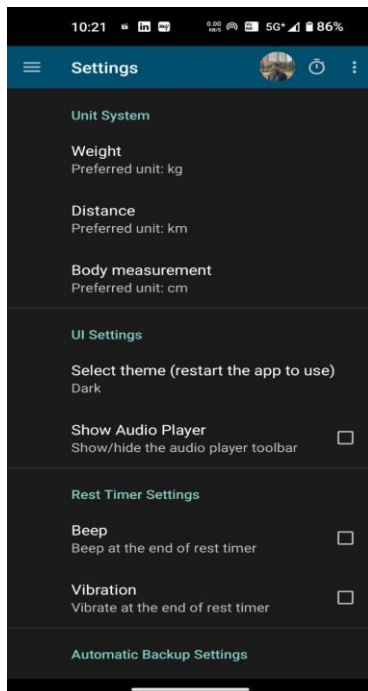 10:21 in 0.00 KB/S 5G+ 86%
Settings
Unit System
Weight
Preferred unit: kg
Distance
Preferred unit: km
Body measurement
Preferred unit: cm
UI Settings
Select theme (restart the app to use)
Dark
Show Audio Player
Show/hide the audio player toolbar
Rest Timer Settings
Beep
Beep at the end of rest timer
Vibration
Vibrate at the end of rest timer
Automatic Backup Settings